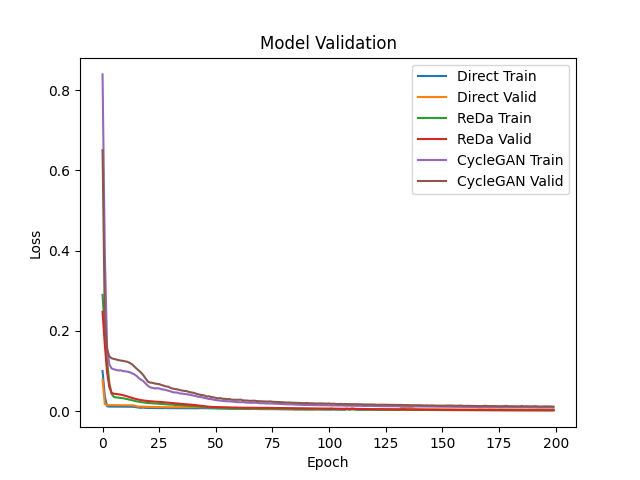 Model Validation
Loss
0.8
0.6
0.4
0.2
0.0
Direct Train
Direct Valid
ReDa Train
ReDa Valid
CycleGAN Train
CycleGAN Valid
0 25 50 75 100 125 150 175 200
Epoch